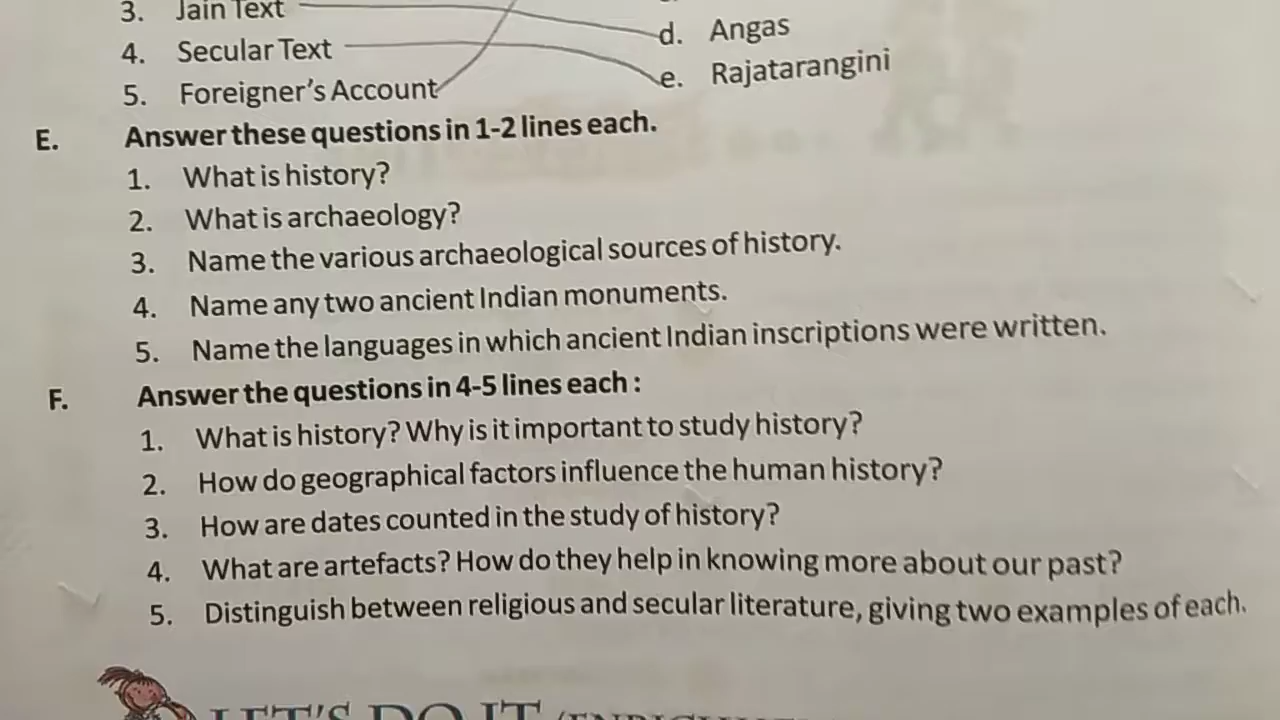 3. Jain Text
d. Angas
4. Secular Text
e. Rajatarangini
5. Foreigner's Account
E. Answer these questions in 1-2 lines each.
1. What is history?
2. What is archaeology?
3. Name the various archaeological sources of history.
4. Name any two ancient Indian monuments.
5. Name the languages in which ancient Indian inscriptions were written.
F. Answer the questions in 4-5 lines each :
1. What is history? Why is it important to study history?
2. How do geographical factors influence the human history?
3. How are dates counted in the study of history?
4. What are artefacts? How do they help in knowing more about our past?
5. Distinguish between religious and secular literature, giving two examples of each.
LET'S DO IT